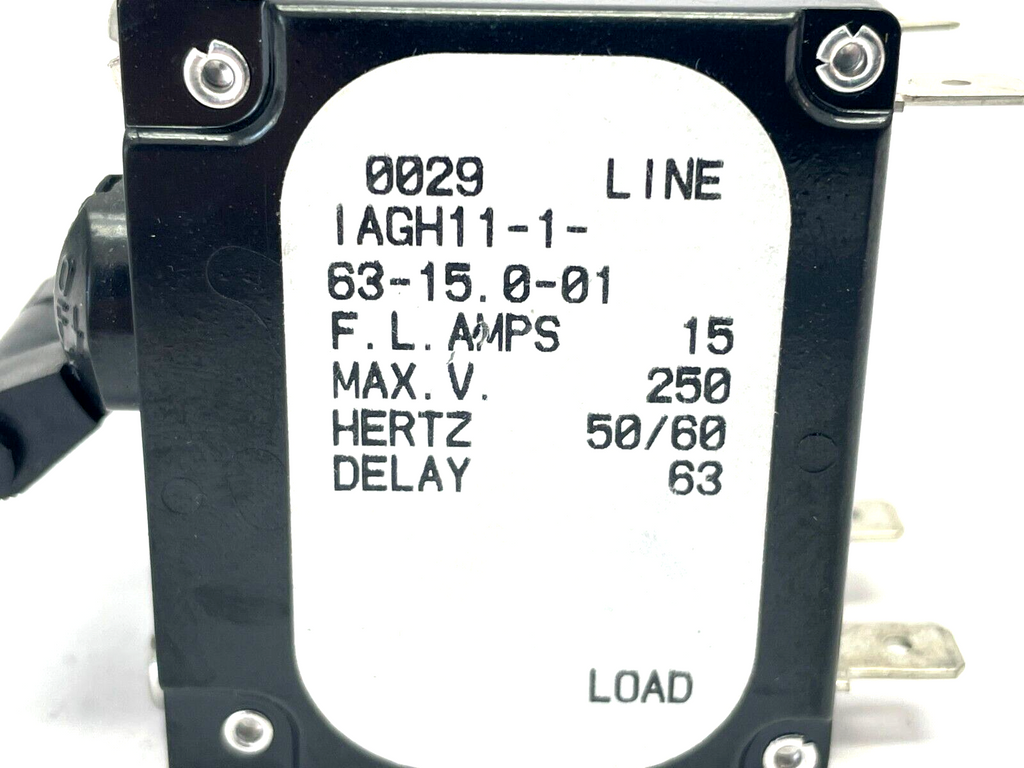 0029 LINE
IAGH11-1-
63-15.0-01
F.L. AMPS 15
MAX.V. 250
HERTZ 50/60
DELAY 63
LOAD